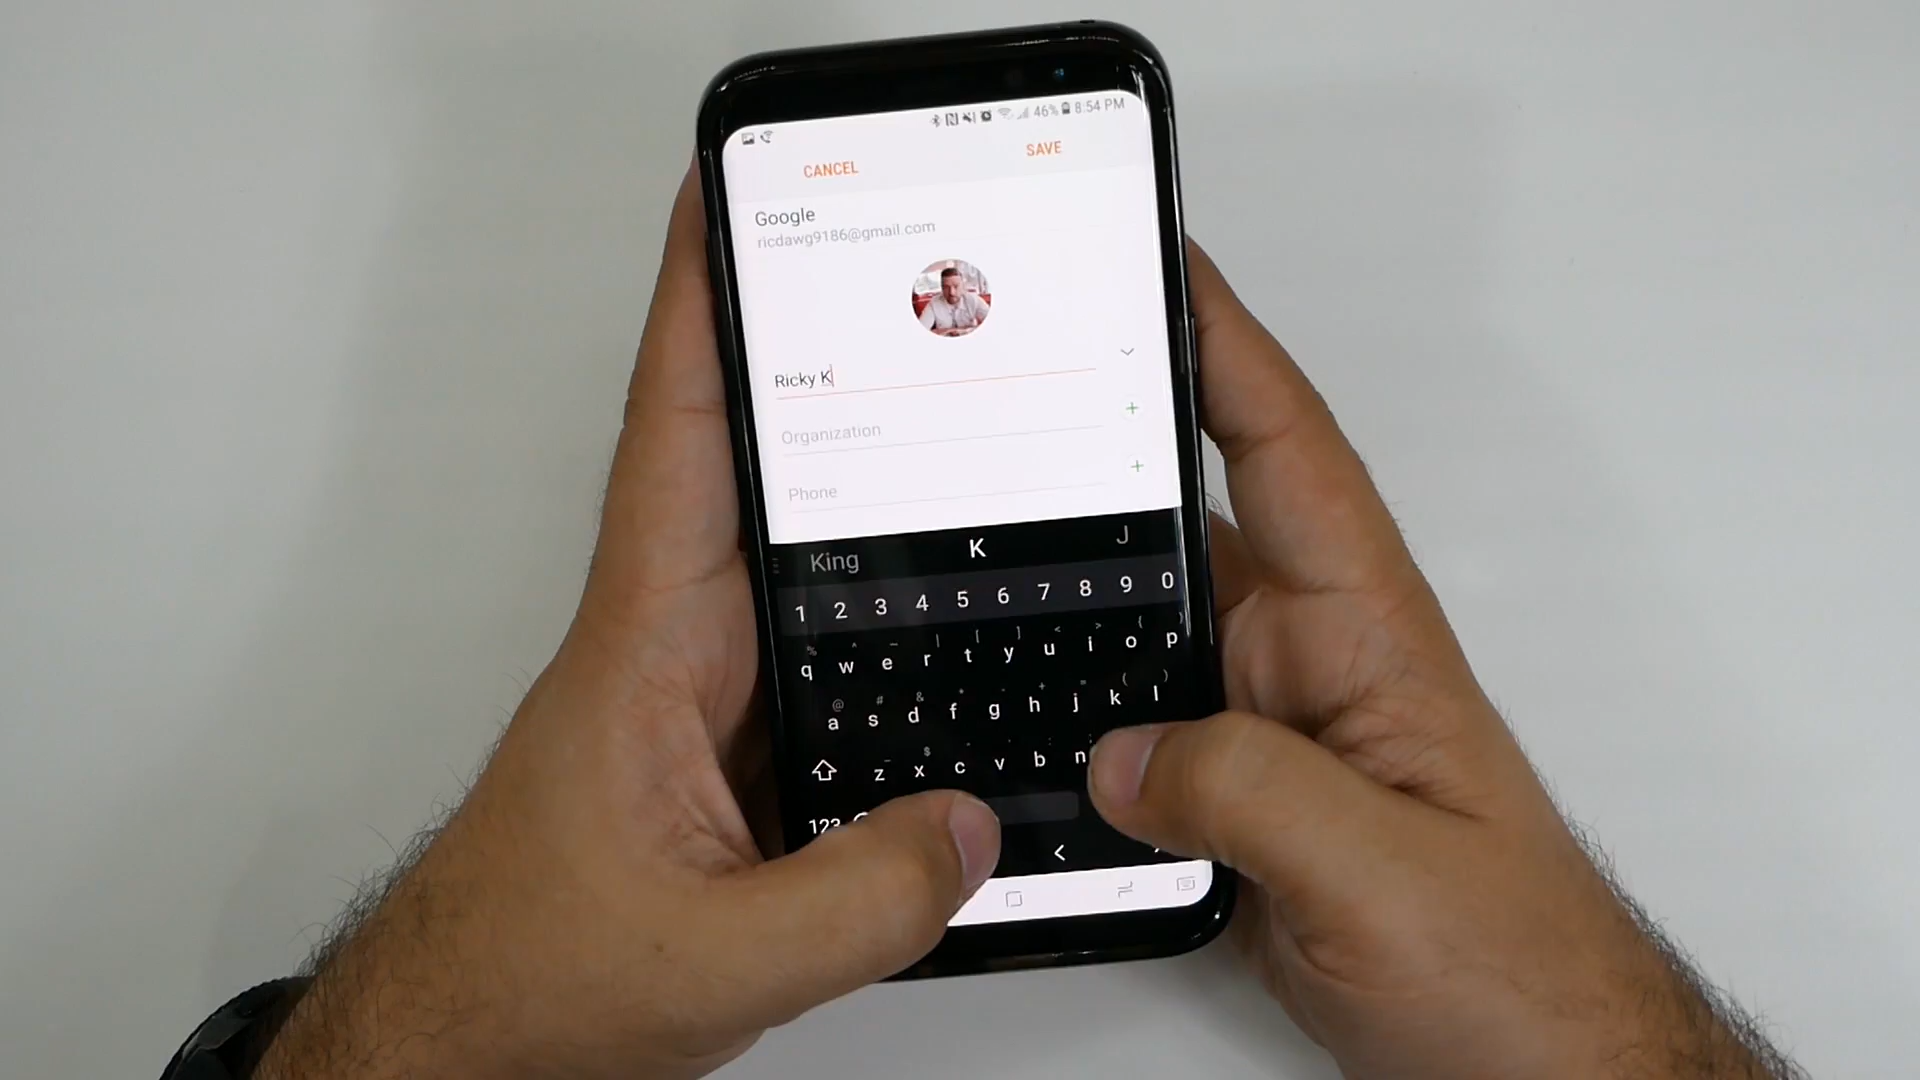 46% 8:54 PM
CANCEL SAVE
Google
ricdawg9186@gmail.com
Ricky K
Organization
Phone
King K J
1 2 3 4 5 6 7 8 9 0
q w e r t y u i o p
a s d f g h j k l
z x c v b n
123